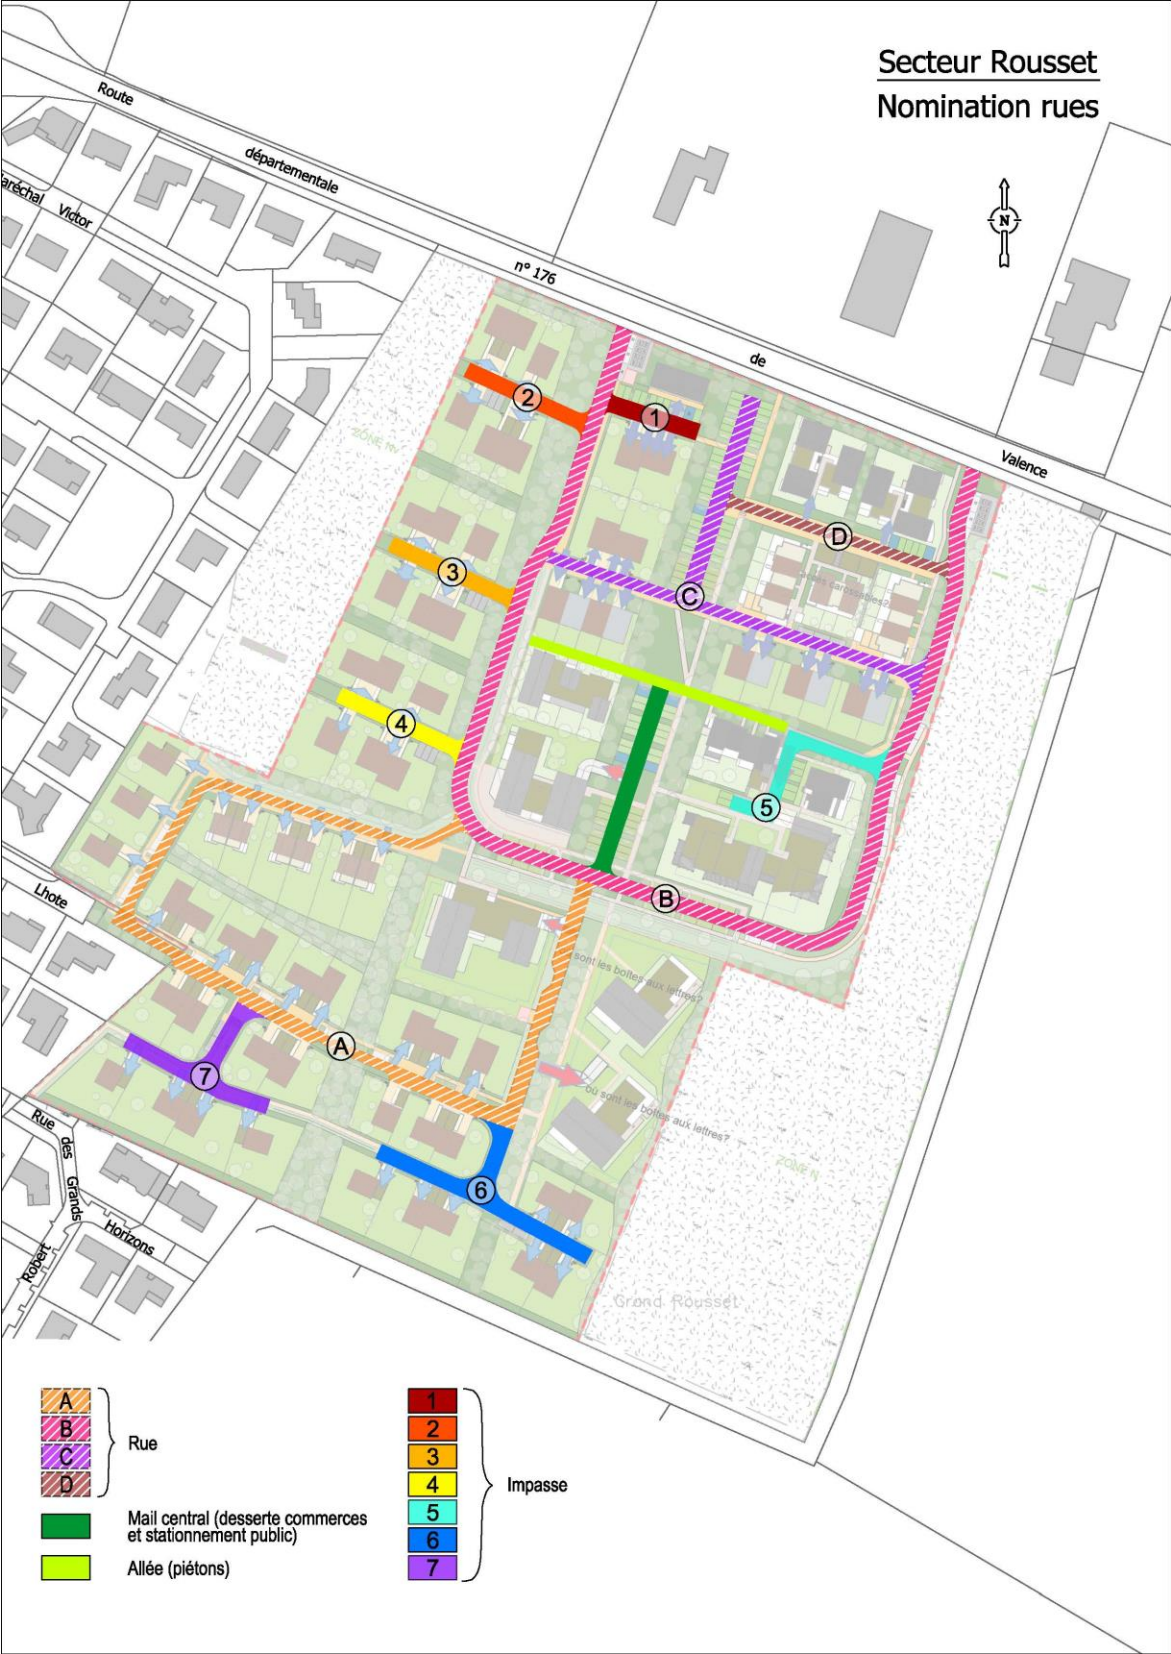 Secteur Rousset
Nomination rues
Route
départementale
n° 176
de
Valence
Maréchal Victor
N
ZONE N
2
1
D
3
C
4
5
B
Lhote
sont les boîtes aux lettres?
A
7
où sont les boîtes aux lettres?
ZONE N
6
Rue
des
Grands
Horizons
Robert
Grand Rousset
A
B
C
D
Rue
Mail central (desserte commerces
et stationnement public)
Allée (piétons)
1
2
3
4
5
6
7
Impasse